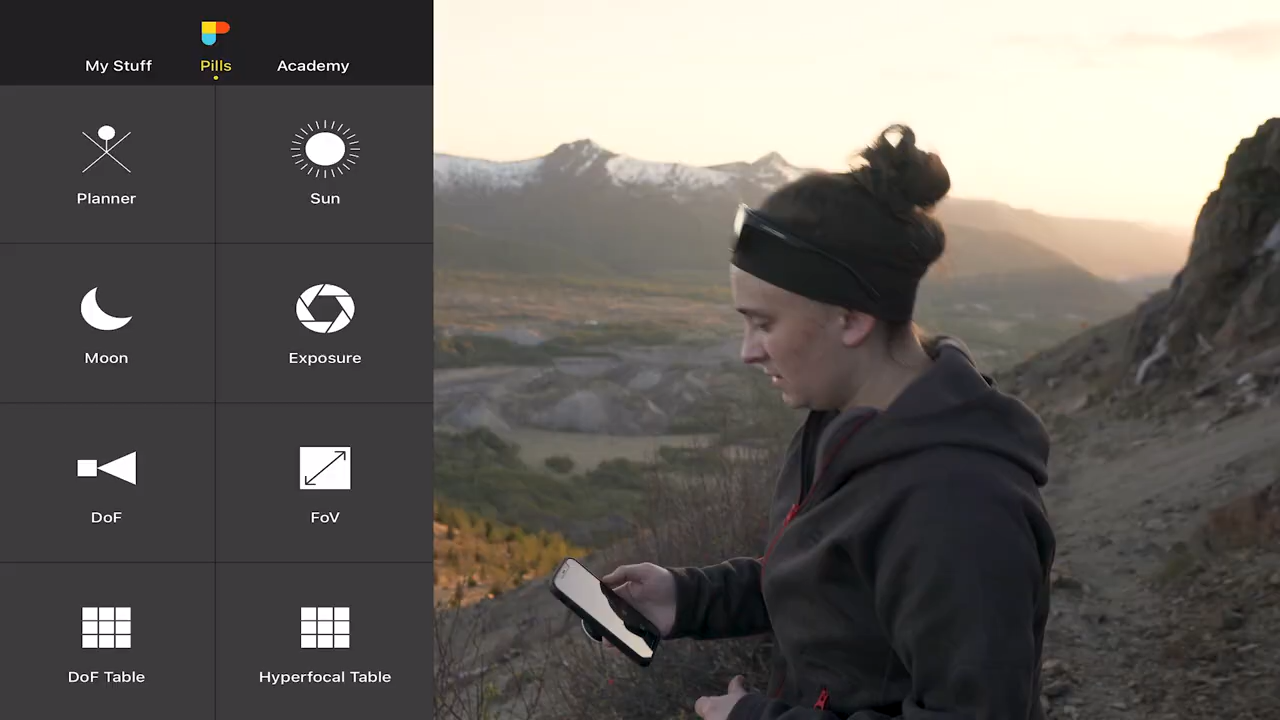 My Stuff
Pills
Academy
Planner
Sun
Moon
Exposure
DoF
FoV
DoF Table
Hyperfocal Table